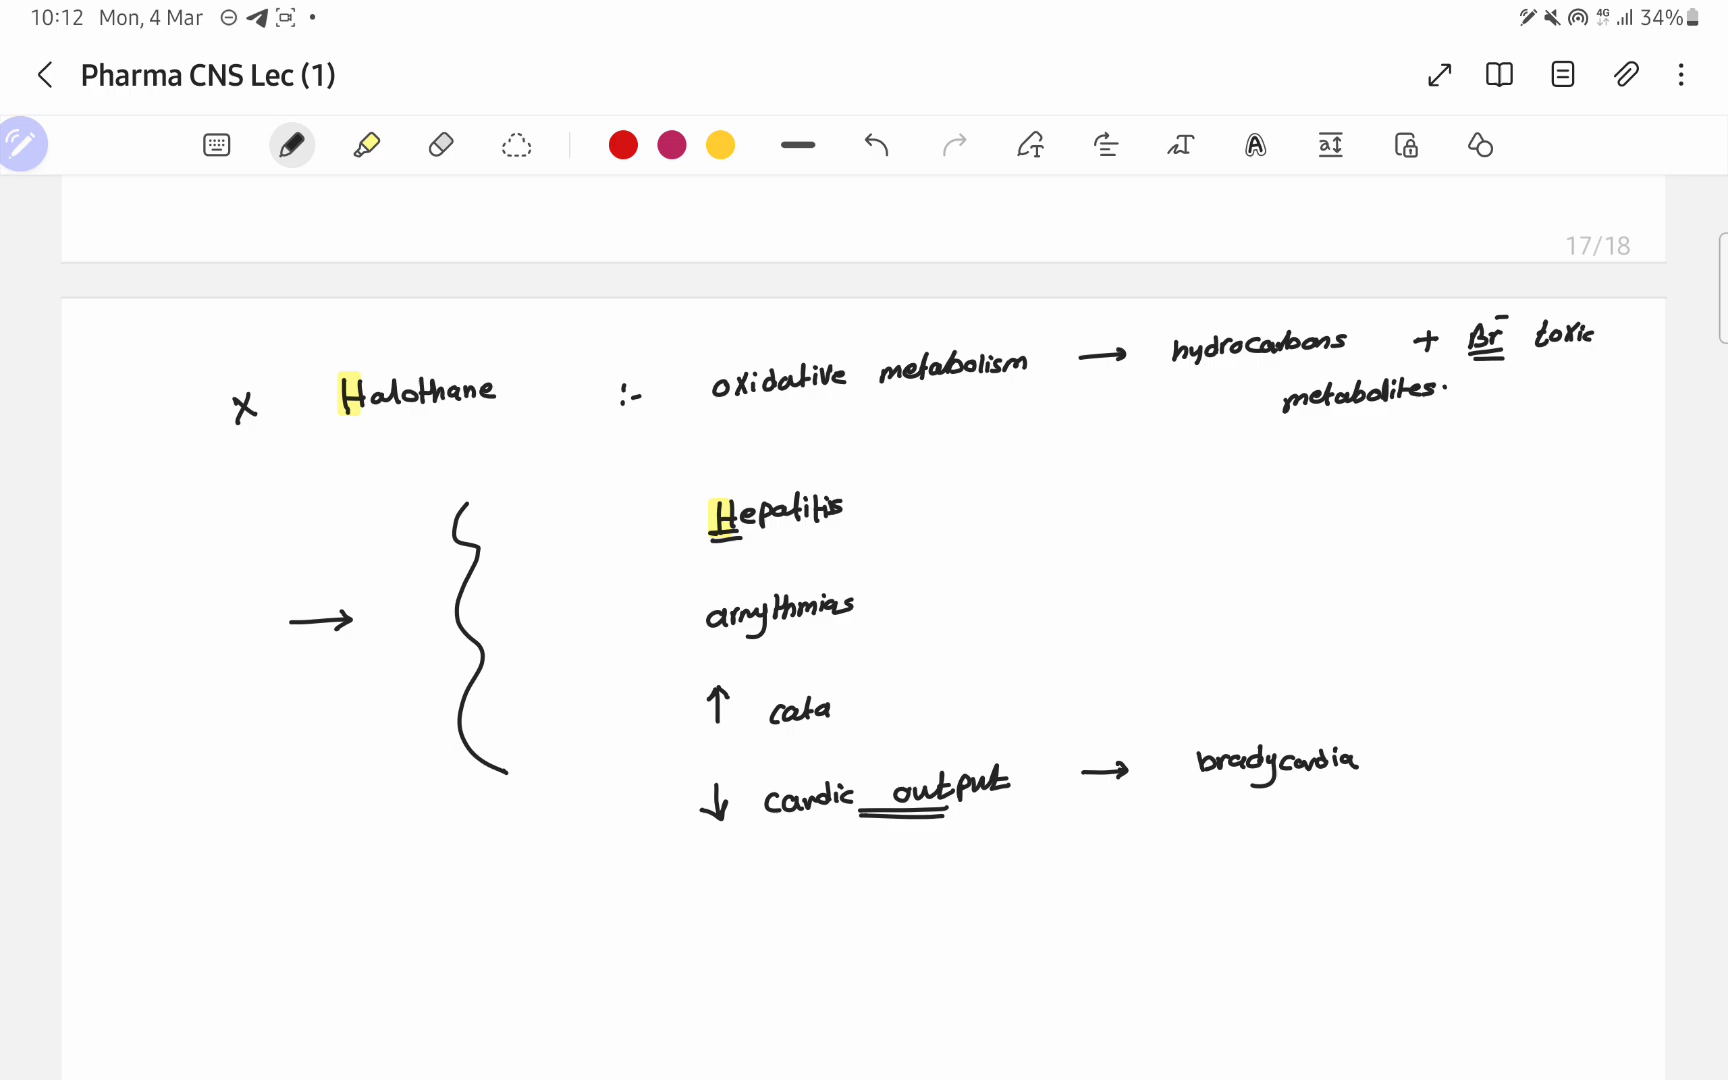 10:12 Mon, 4 Mar 4G 34%
Pharma CNS Lec (1)
17/18
x Halothane :- oxidative metabolism → hydrocarbons + Br⁻ toxic
metabolites.
Hepatitis
→ arrythmias
↑ cata
↓ cardic output → bradycardia